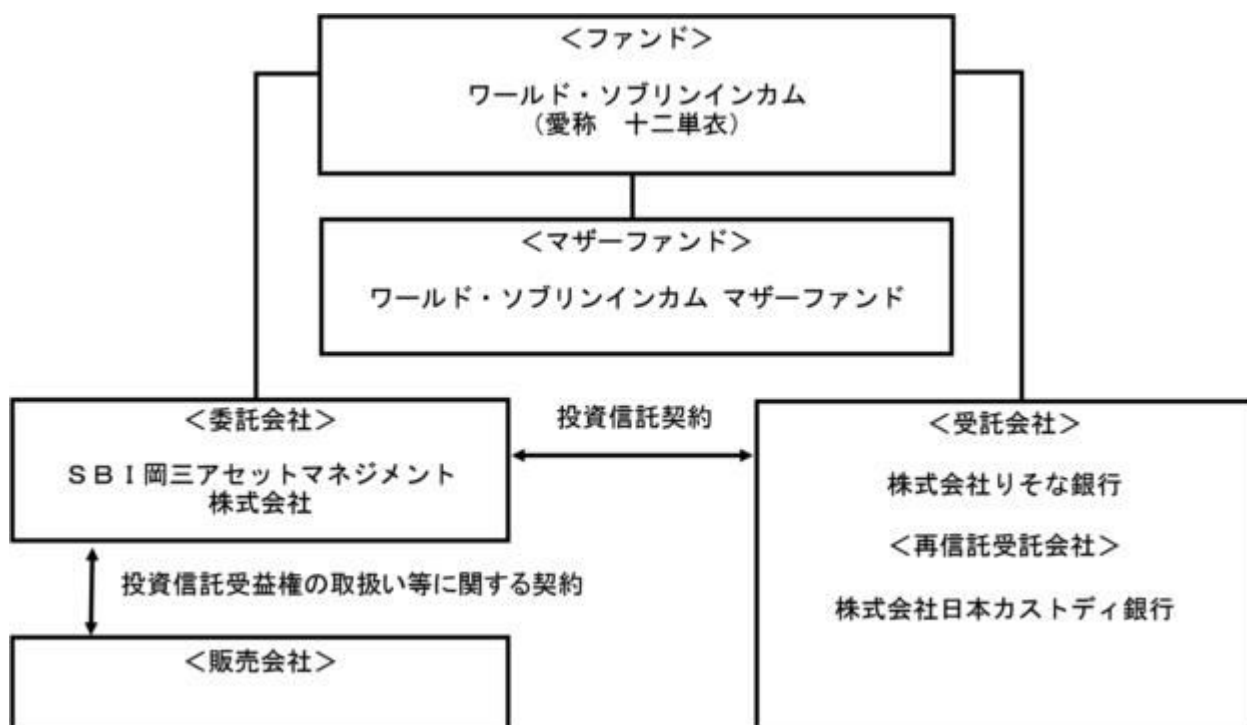 ＜ファンド＞
ワールド・ソブリンインカム
（愛称　十二単衣）
＜マザーファンド＞
ワールド・ソブリンインカム マザーファンド
＜委託会社＞
ＳＢＩ岡三アセットマネジメント
株式会社
投資信託契約
＜受託会社＞
株式会社りそな銀行
＜再信託受託会社＞
株式会社日本カストディ銀行
投資信託受益権の取扱い等に関する契約
＜販売会社＞